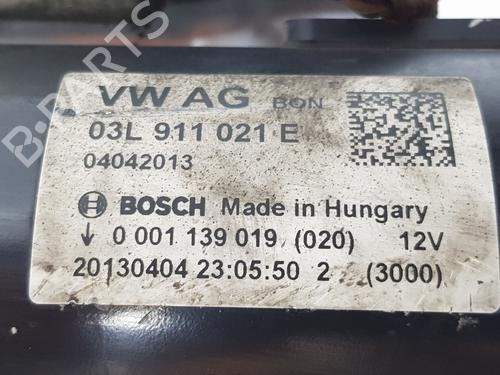 VW AG BON
03L 911 021 E
04042013
BOSCH Made in Hungary
↓ 0 001 139 019 (020) 12V
20130404 23:05:50 2 (3000)
B-PARTS